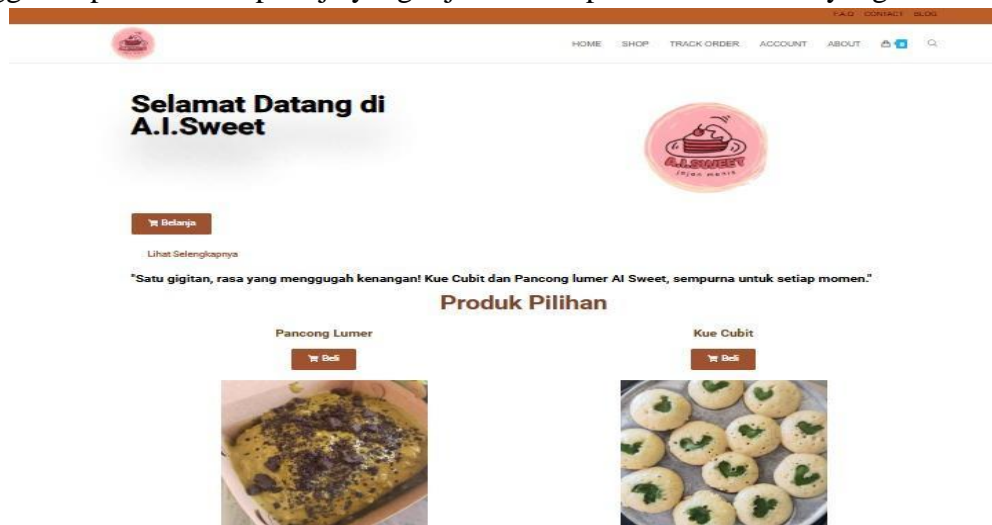 F.A.Q CONTACT BLOG
HOME SHOP TRACK ORDER ACCOUNT ABOUT
Selamat Datang di
A.I.Sweet
A.I.SWEET
jajan manis
Belanja
Lihat Selengkapnya
"Satu gigitan, rasa yang menggugah kenangan! Kue Cubit dan Pancong lumer AI Sweet, sempurna untuk setiap momen."
Produk Pilihan
Pancong Lumer Kue Cubit
Beli Beli